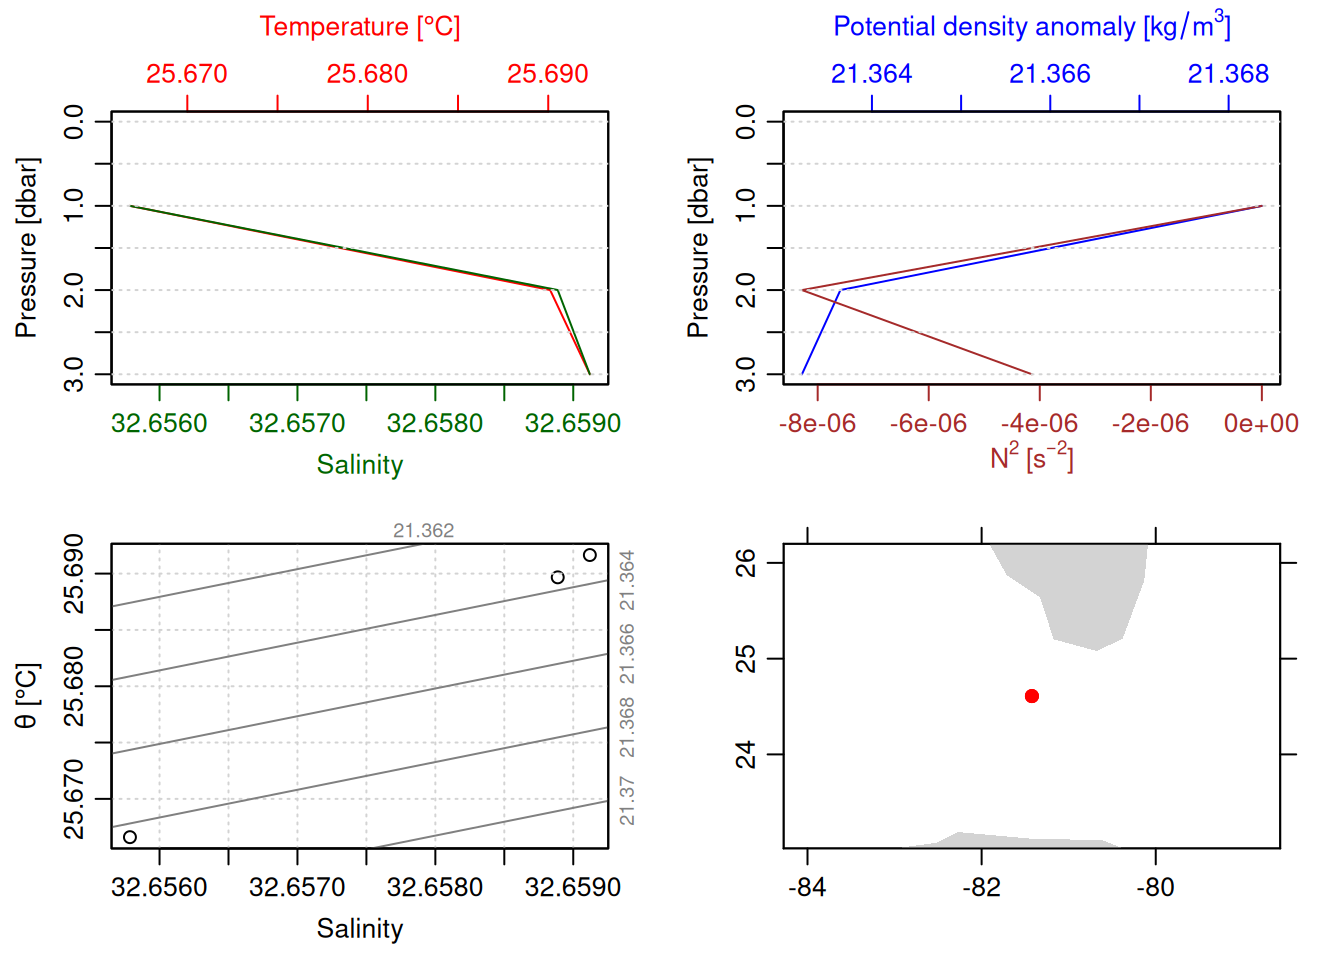 Temperature [°C]
25.670 25.680 25.690
Pressure [dbar]
0.0 1.0 2.0 3.0
32.6560 32.6570 32.6580 32.6590
Salinity
Potential density anomaly [kg/m³]
21.364 21.366 21.368
Pressure [dbar]
0.0 1.0 2.0 3.0
-8e-06 -6e-06 -4e-06 -2e-06 0e+00
N² [s⁻²]
21.362
θ [°C]
25.690 25.680 25.670
21.364 21.366 21.368 21.37
32.6560 32.6570 32.6580 32.6590
Salinity
26
25
24
-84 -82 -80